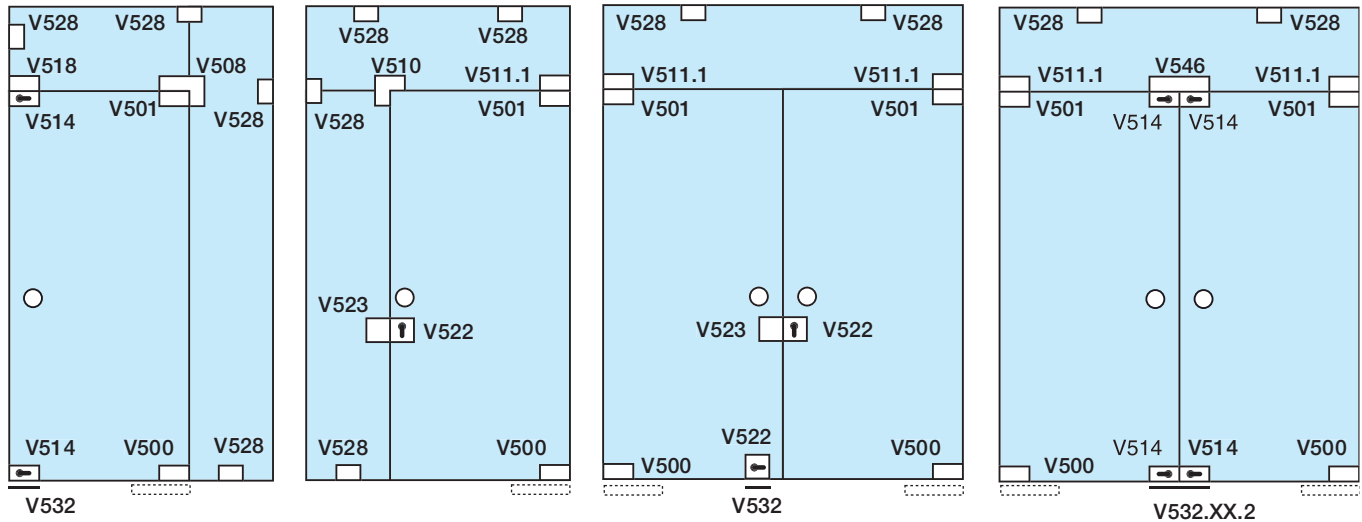 V528 V528
V518 V508
V514 V501
V528
V514 V500 V528
V532
V528 V528
V510 V511.1
V528 V501
V523
V522
V528 V500
V528 V528
V511.1 V511.1
V501 V501
V523 V522
V522
V500 V500
V532
V528 V528
V511.1 V546 V511.1
V501 V514 V514 V501
V500 V514 V514 V500
V532.XX.2